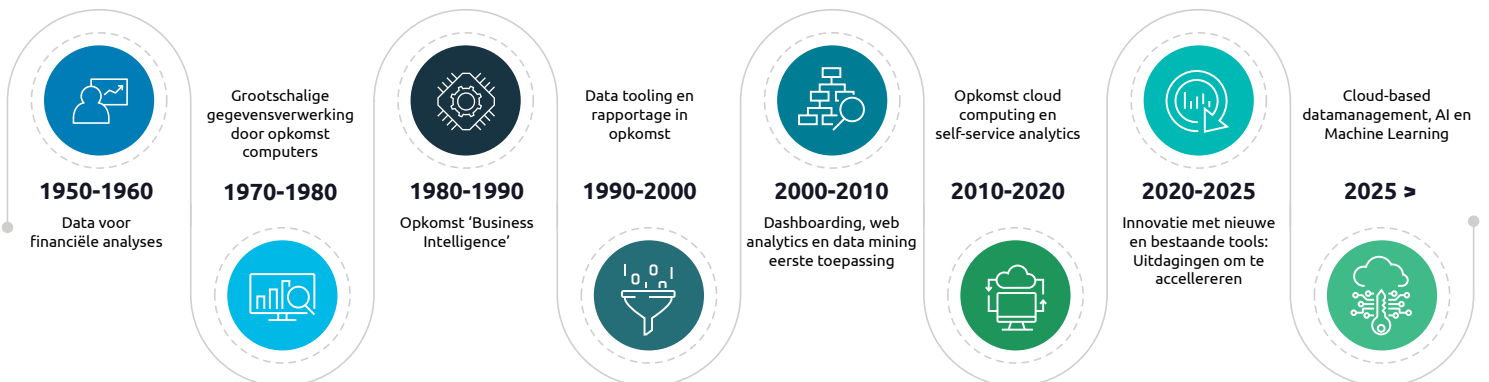 1950-1960
Data voor
financiële analyses
Grootschalige
gegevensverwerking
door opkomst
computers
1970-1980
1980-1990
Opkomst ‘Business
Intelligence’
Data tooling en
rapportage in
opkomst
1990-2000
2000-2010
Dashboarding, web
analytics en data mining
eerste toepassing
Opkomst cloud
computing en
self-service analytics
2010-2020
2020-2025
Innovatie met nieuwe
en bestaande tools:
Uitdagingen om te
accellereren
Cloud-based
datamanagement, AI en
Machine Learning
2025 >